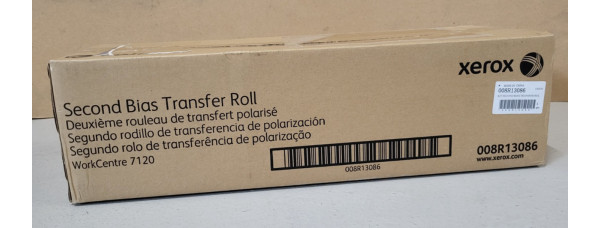 xerox
008R13086
Second Bias Transfer Roll
Deuxième rouleau de transfert polarisé
Segundo rodillo de transferencia de polarización
Segundo rolo de transferência de polarização
WorkCentre 7120
008R13086
008R13086
www.xerox.com